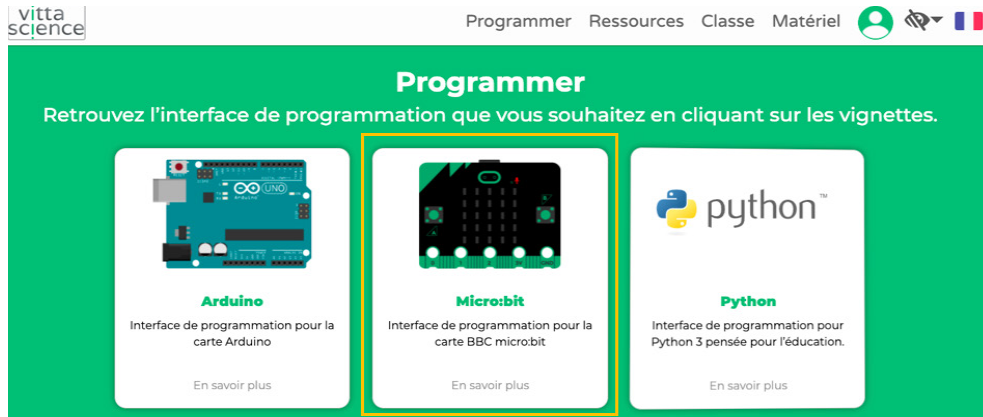 vitta
science
Programmer Ressources Classe Matériel
Programmer
Retrouvez l’interface de programmation que vous souhaitez en cliquant sur les vignettes.
UNO
ARDUINO
python™
Arduino
Interface de programmation pour la
carte Arduino
En savoir plus
Micro:bit
Interface de programmation pour la
carte BBC micro:bit
En savoir plus
Python
Interface de programmation pour
Python 3 pensée pour l’éducation.
En savoir plus